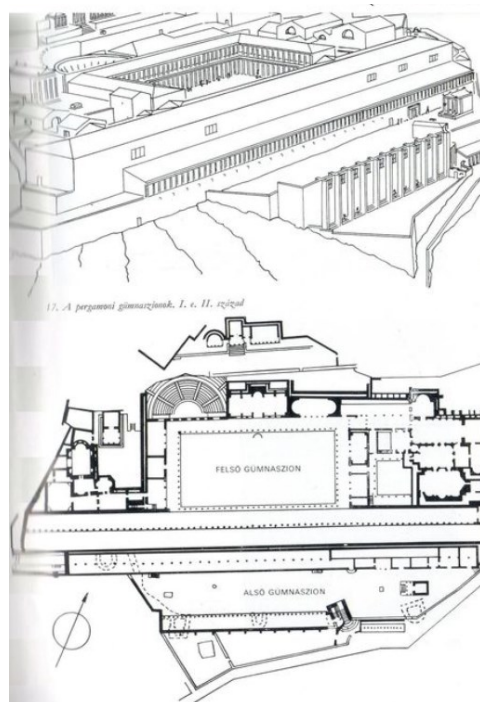 17. A pergamoni gümnaszionok. I. e. II. század
FELSŐ GÜMNASZION
ALSÓ GÜMNASZION